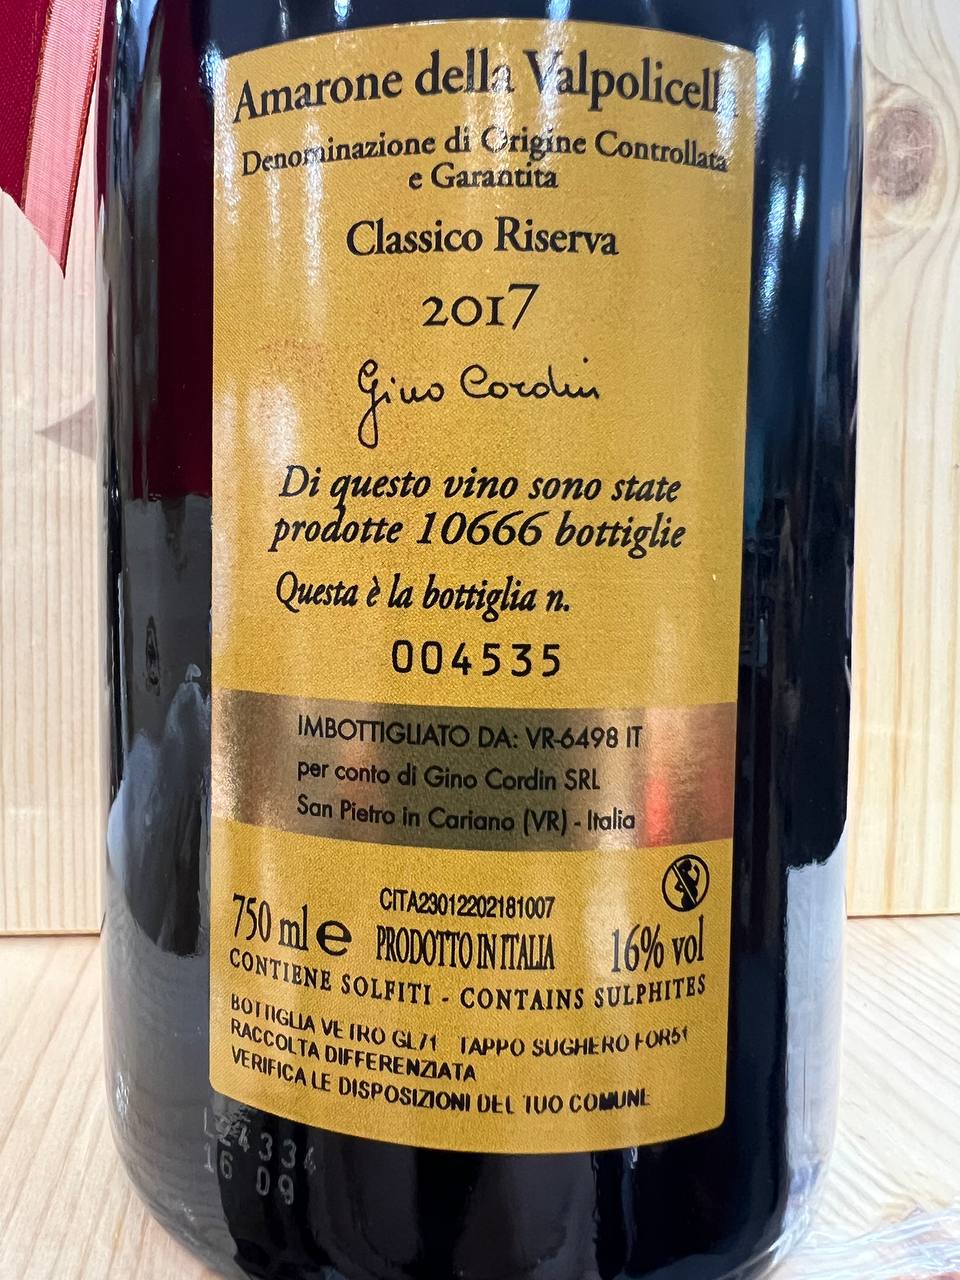 Amarone della Valpolicella
Denominazione di Origine Controllata
e Garantita
Classico Riserva
2017
Gino Cordin
Di questo vino sono state
prodotte 10666 bottiglie
Questa è la bottiglia n.
004535
IMBOTTIGLIATO DA: VR-6498 IT
per conto di Gino Cordin SRL
San Pietro in Cariano (VR) - Italia
CITA23012202181007
750 ml e PRODOTTO IN ITALIA 16% vol
CONTIENE SOLFITI - CONTAINS SULPHITES
BOTTIGLIA VETRO GL71 TAPPO SUGHERO FOR51
RACCOLTA DIFFERENZIATA
VERIFICA LE DISPOSIZIONI DEL TUO COMUNE
16 09